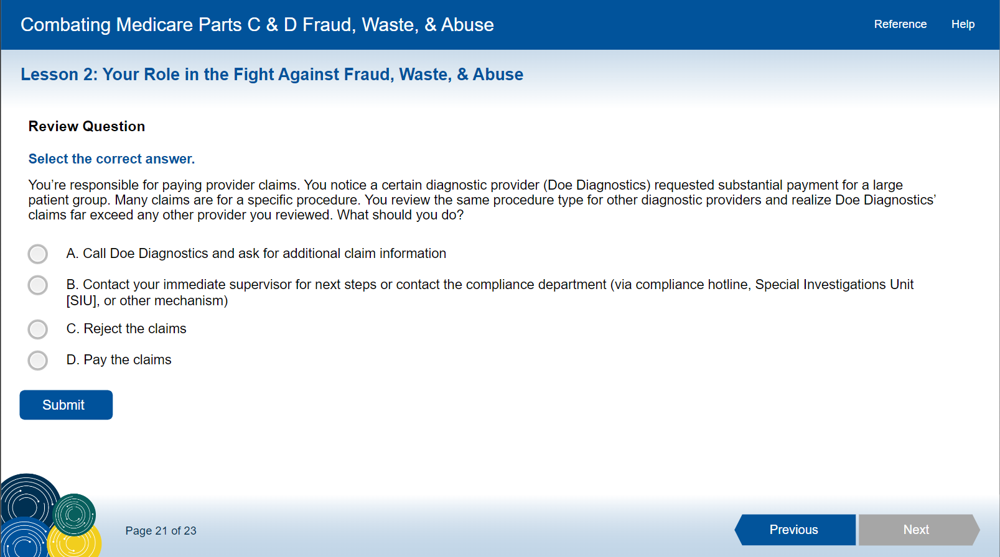 Combating Medicare Parts C & D Fraud, Waste, & Abuse
Reference
Help
Lesson 2: Your Role in the Fight Against Fraud, Waste, & Abuse
Review Question
Select the correct answer.
You’re responsible for paying provider claims. You notice a certain diagnostic provider (Doe Diagnostics) requested substantial payment for a large
patient group. Many claims are for a specific procedure. You review the same procedure type for other diagnostic providers and realize Doe Diagnostics’
claims far exceed any other provider you reviewed. What should you do?
A. Call Doe Diagnostics and ask for additional claim information
B. Contact your immediate supervisor for next steps or contact the compliance department (via compliance hotline, Special Investigations Unit
[SIU], or other mechanism)
C. Reject the claims
D. Pay the claims
Submit
Page 21 of 23
Previous
Next